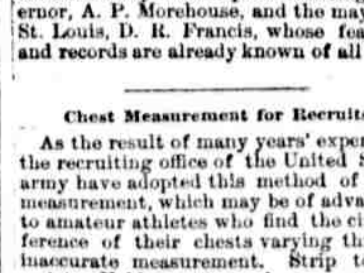 ernor, A. P. Morehouse, and the may
St. Louis, D. R. Francis, whose fea
and records are already known of all
Chest Measurement for Recruit
As the result of many years' exper
the recruiting office of the United S
army have adopted this method of
measurement, which may be of adva
to amateur athletes who find the ci
ference of their chests varying th
inaccurate measurement. Strip t